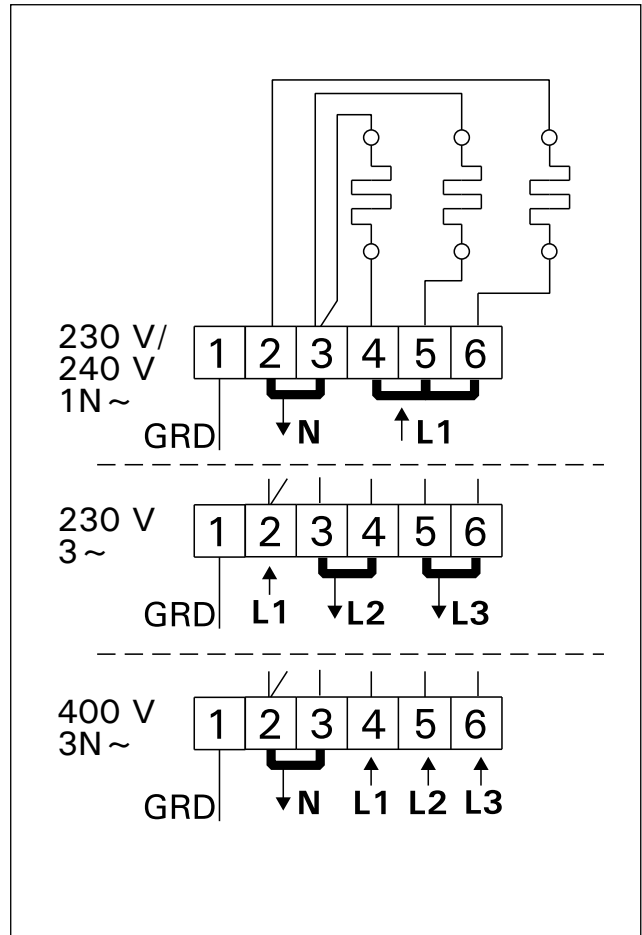 230 V/
240 V
1N~
1 2 3 4 5 6
GRD N L1
230 V
3~
1 2 3 4 5 6
GRD L1 L2 L3
400 V
3N~
1 2 3 4 5 6
GRD N L1 L2 L3